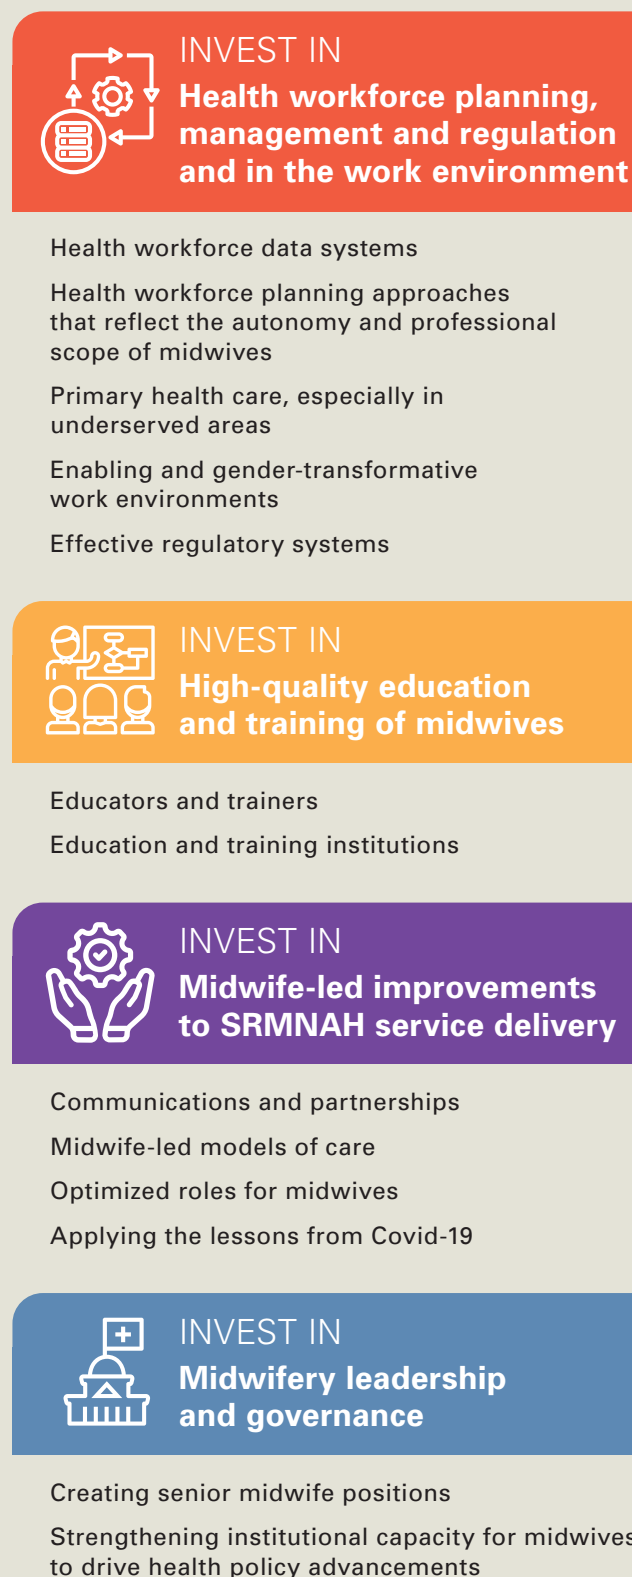 INVEST IN
Health workforce planning,
management and regulation
and in the work environment
Health workforce data systems
Health workforce planning approaches
that reflect the autonomy and professional
scope of midwives
Primary health care, especially in
underserved areas
Enabling and gender-transformative
work environments
Effective regulatory systems
INVEST IN
High-quality education
and training of midwives
Educators and trainers
Education and training institutions
INVEST IN
Midwife-led improvements
to SRMNAH service delivery
Communications and partnerships
Midwife-led models of care
Optimized roles for midwives
Applying the lessons from Covid-19
INVEST IN
Midwifery leadership
and governance
Creating senior midwife positions
Strengthening institutional capacity for midwives
to drive health policy advancements